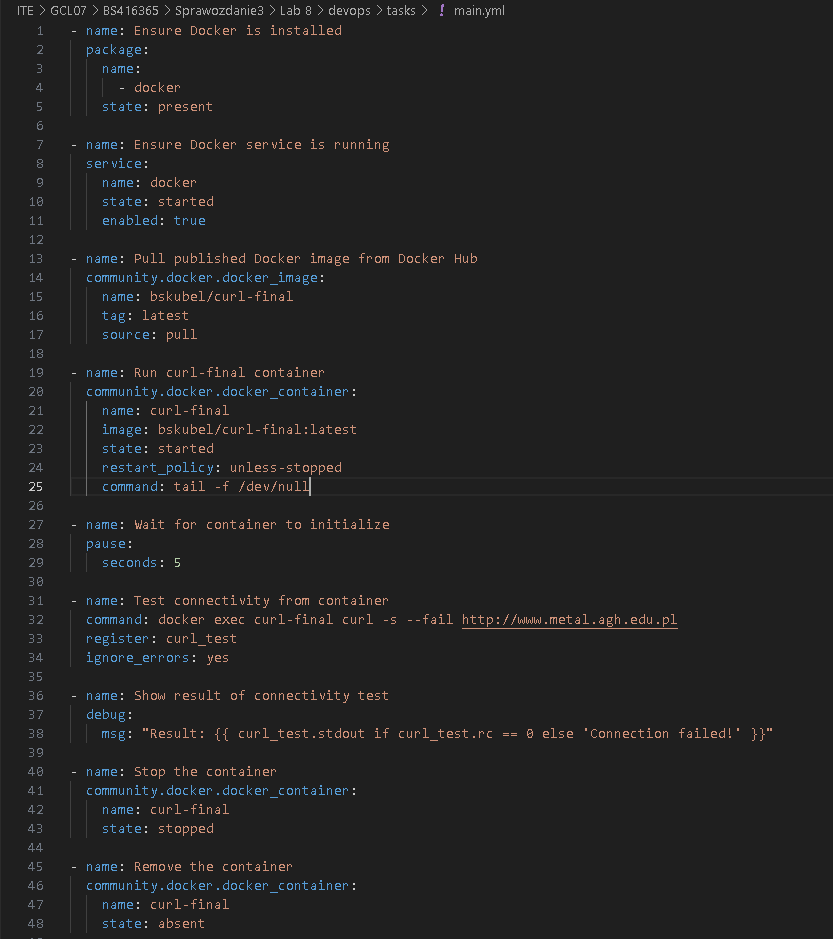 ITE > GCL07 > BS416365 > Sprawozdanie3 > Lab 8 > devops > tasks > ! main.yml
1 - name: Ensure Docker is installed
2 package:
3 name:
4 - docker
5 state: present
6
7 - name: Ensure Docker service is running
8 service:
9 name: docker
10 state: started
11 enabled: true
12
13 - name: Pull published Docker image from Docker Hub
14 community.docker.docker_image:
15 name: bskubel/curl-final
16 tag: latest
17 source: pull
18
19 - name: Run curl-final container
20 community.docker.docker_container:
21 name: curl-final
22 image: bskubel/curl-final:latest
23 state: started
24 restart_policy: unless-stopped
25 command: tail -f /dev/null
26
27 - name: Wait for container to initialize
28 pause:
29 seconds: 5
30
31 - name: Test connectivity from container
32 command: docker exec curl-final curl -s --fail http://www.metal.agh.edu.pl
33 register: curl_test
34 ignore_errors: yes
35
36 - name: Show result of connectivity test
37 debug:
38 msg: "Result: {{ curl_test.stdout if curl_test.rc == 0 else 'Connection failed!' }}"
39
40 - name: Stop the container
41 community.docker.docker_container:
42 name: curl-final
43 state: stopped
44
45 - name: Remove the container
46 community.docker.docker_container:
47 name: curl-final
48 state: absent